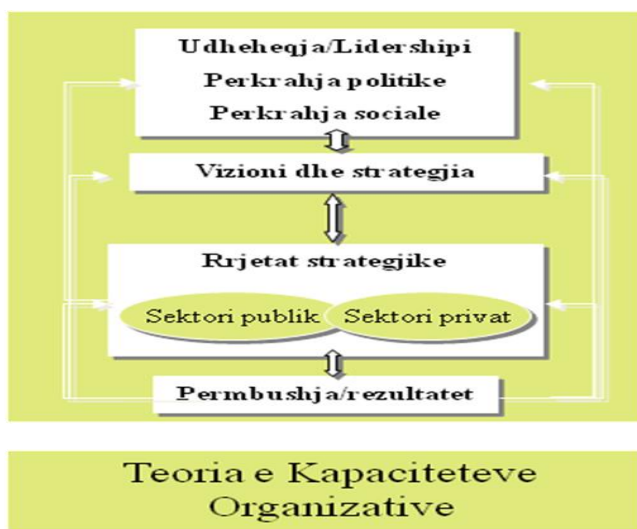 Udheheqja/Lidershipi
Perkrahja politike
Perkrahja sociale
Vizioni dhe strategjia
Rrjetat strategjike
Sektori publik
Sektori privat
Permbushja/rezultatet
Teoria e Kapaciteteve
Organizative